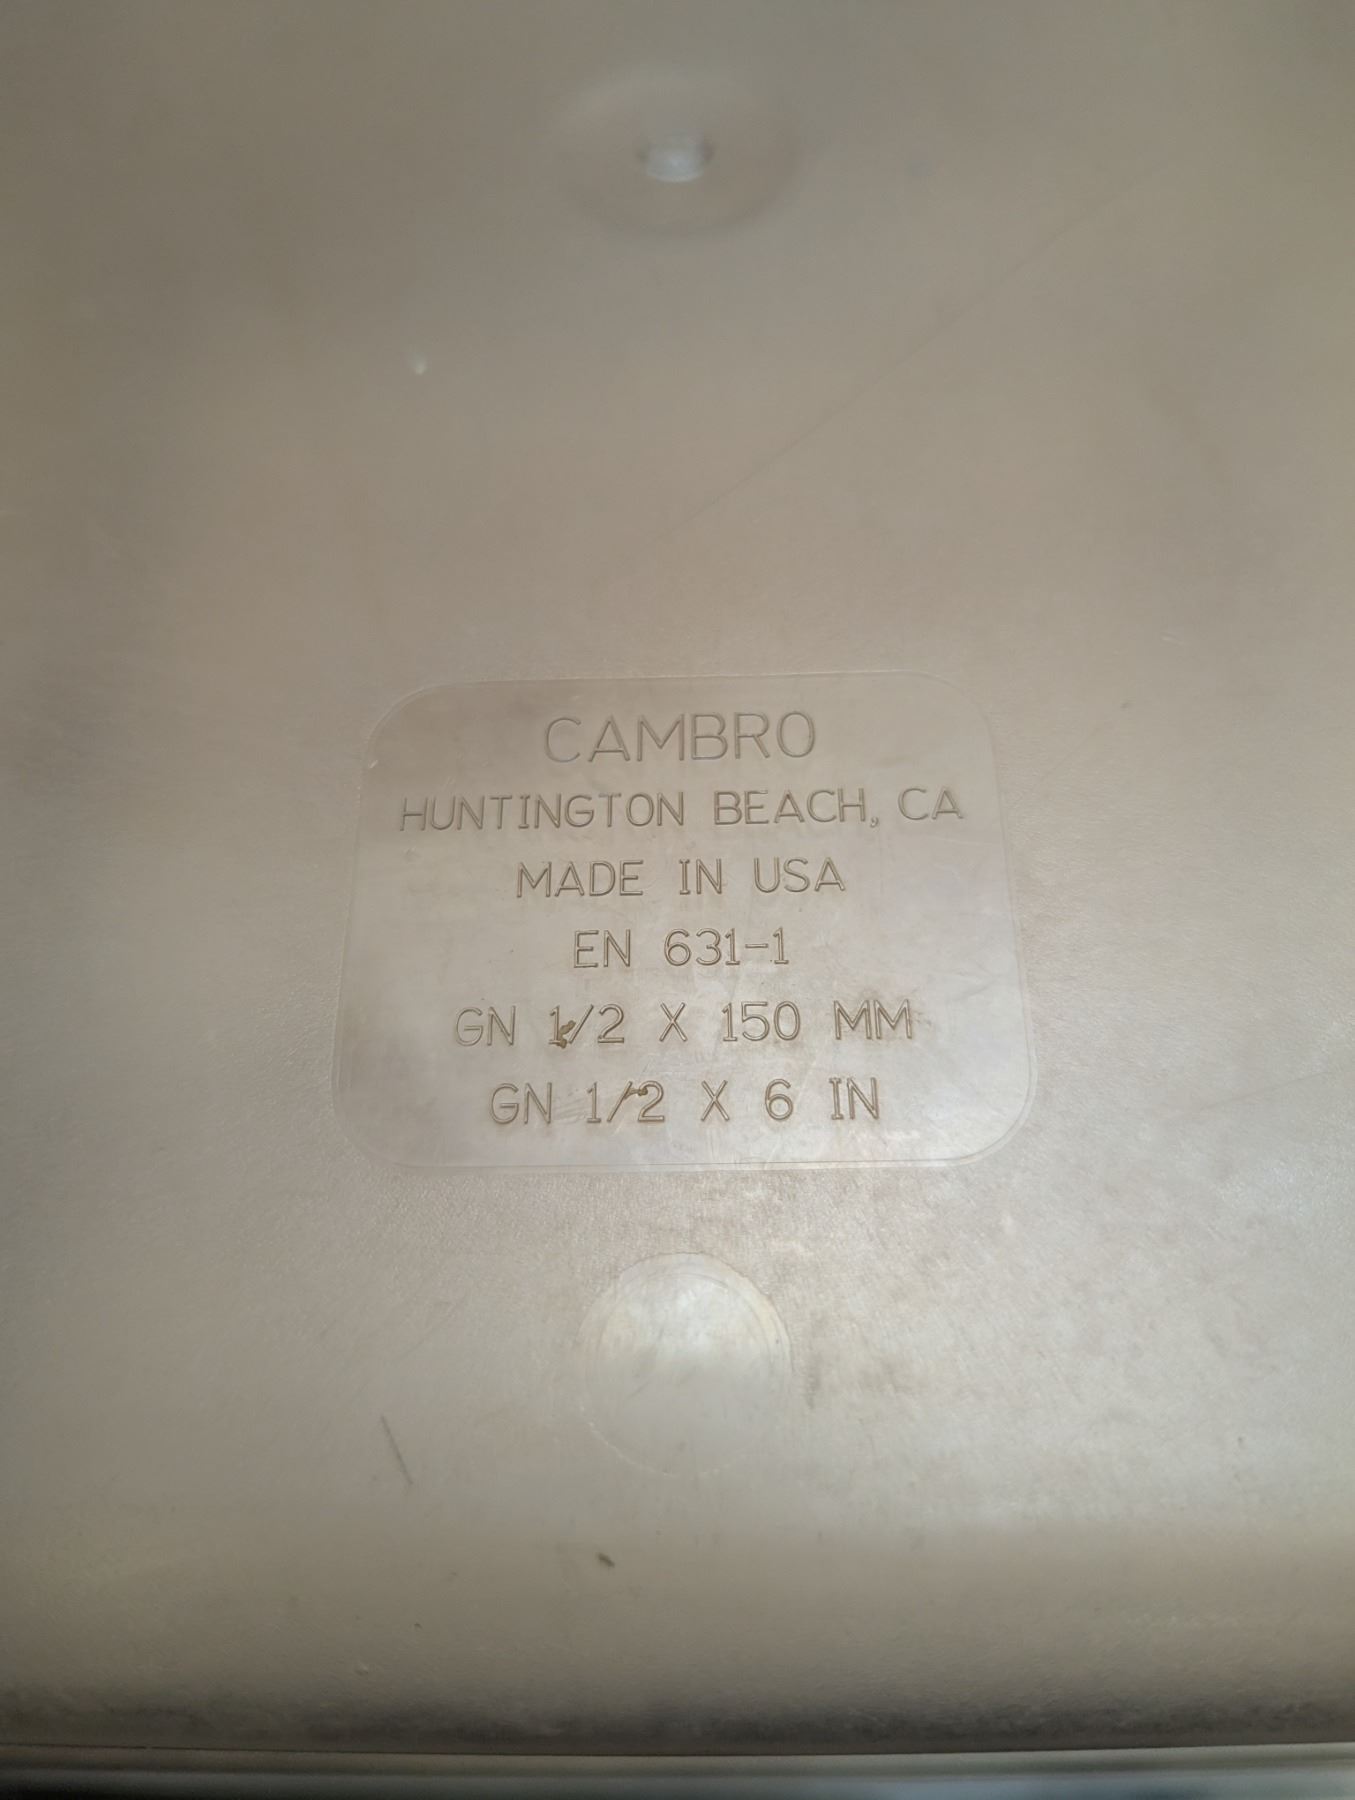 CAMBRO
HUNTINGTON BEACH, CA
MADE IN USA
EN 631-1
GN 1/2 X 150 MM
GN 1/2 X 6 IN